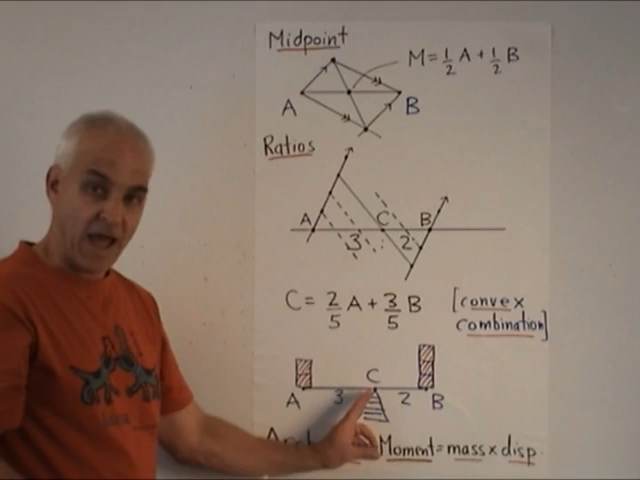 Midpoint
M = 1/2 A + 1/2 B
A B
Ratios
A C B
3 2
C = 2/5 A + 3/5 B [convex combination]
C
A 3 2 B
Moment = mass x disp.